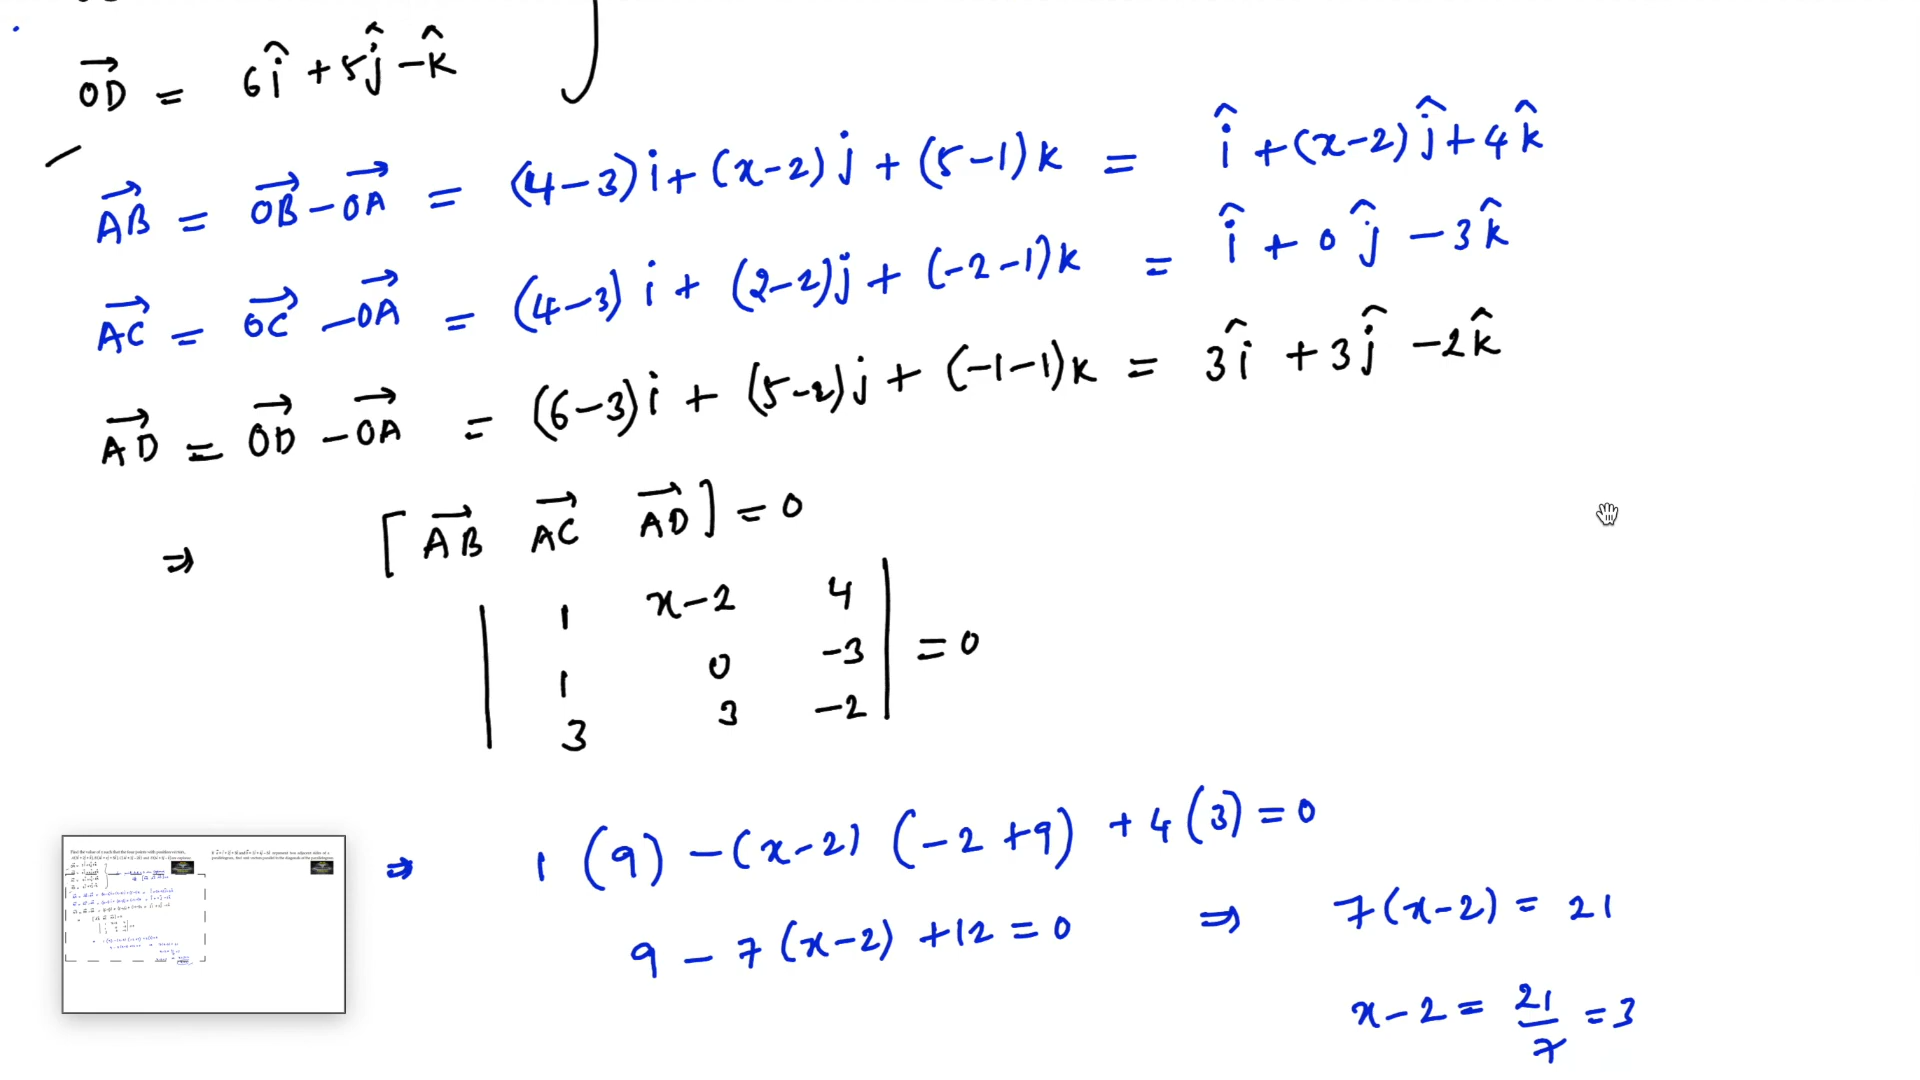 →OD = 6î + 5ĵ - k̂
→AB = →OB - →OA = (4-3)i + (x-2)j + (5-1)k = î + (x-2)ĵ + 4k̂
→AC = →OC - →OA = (4-3)i + (2-2)j + (-2-1)k = î + 0ĵ - 3k̂
→AD = →OD - →OA = (6-3)i + (5-2)j + (-1-1)k = 3î + 3ĵ - 2k̂
⇒ [→AB →AC →AD] = 0
| 1 x-2 4 |
| 1 0 -3 | = 0
| 3 3 -2 |
⇒ 1(9) - (x-2)(-2+9) + 4(3) = 0
9 - 7(x-2) + 12 = 0 ⇒ 7(x-2) = 21
x-2 = 21/7 = 3